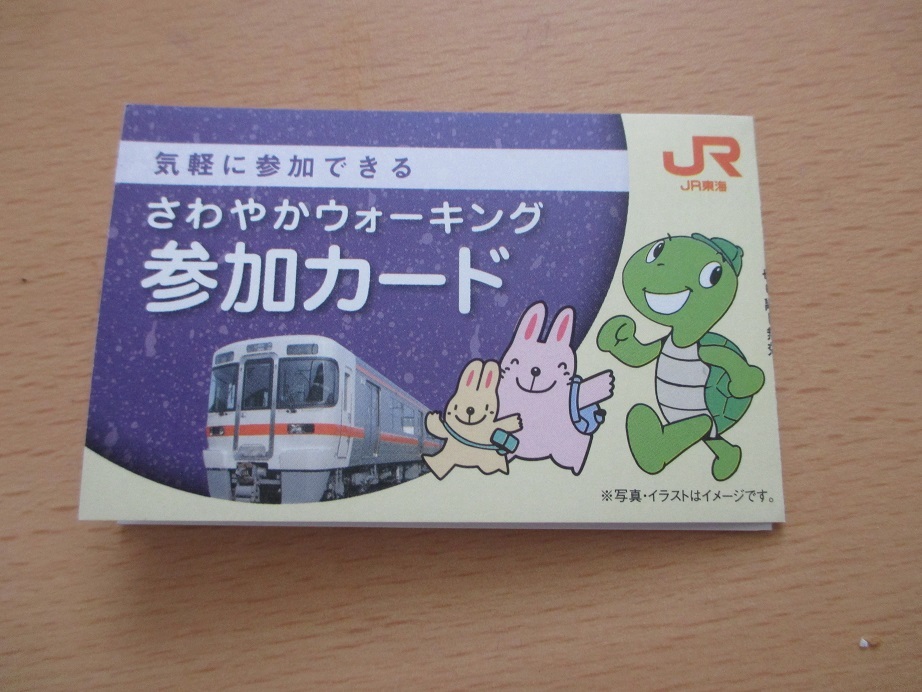 気軽に参加できる
さわやかウォーキング
参加カード
JR
JR東海
※写真・イラストはイメージです。